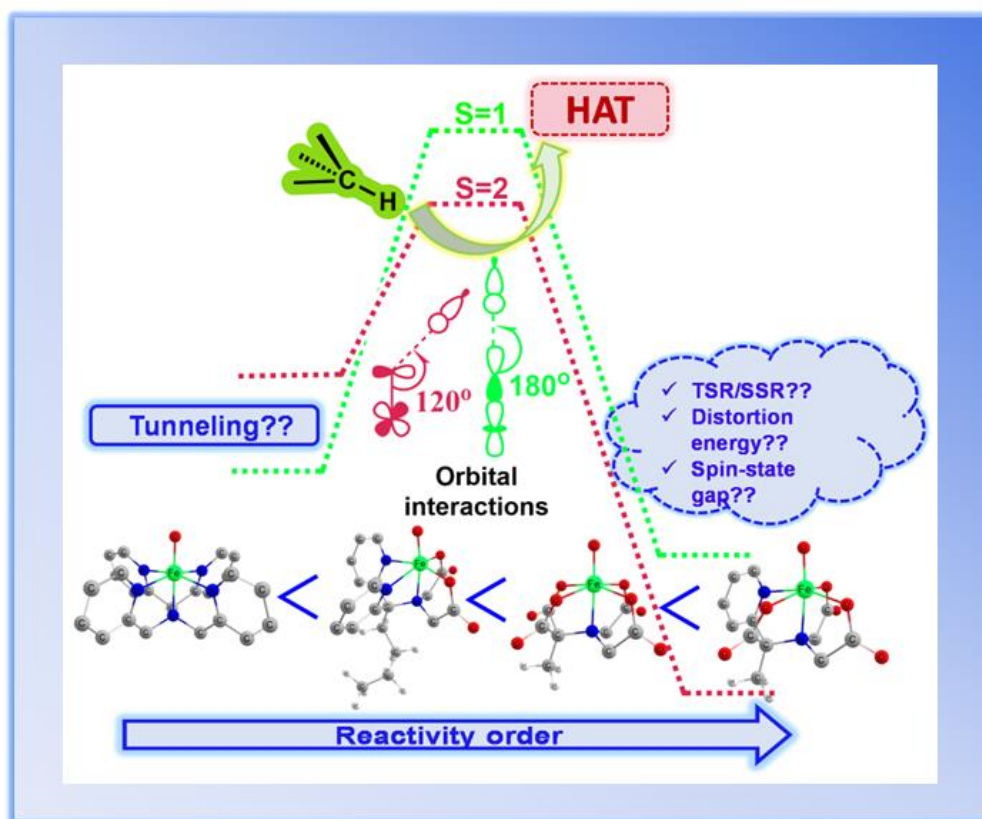 S=1
HAT
C
H
S=2
180°
120°
Tunneling??
Orbital
interactions
✓ TSR/SSR??
✓ Distortion
energy??
✓ Spin-state
gap??
Fe
Fe
Fe
Fe
< < <
Reactivity order